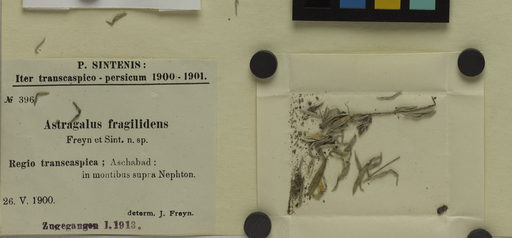 P. SINTENIS:
Iter transcaspico-persicum 1900-1901.
№ 396
Astragalus fragilidens
Freyn et Sint. n. sp.
Regio transcaspica; Aschabad;
in montibus supra Nephton.
26. V. 1900.
determ. J. Freyn.
Zugegangen I.1913.